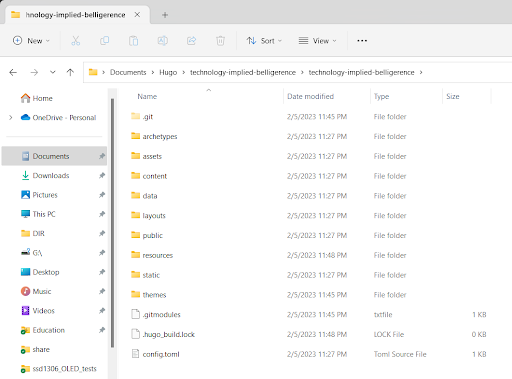 hnology-implied-belligerence
New
Sort
View
Documents > Hugo > technology-implied-belligerence > technology-implied-belligerence >
Name Date modified Type Size
Home
OneDrive - Personal
Documents
Downloads
Pictures
This PC
DIR
G:\
Desktop
Music
Videos
Education
share
ssd1306_OLED_tests
.git 2/5/2023 11:45 PM File folder
archetypes 2/5/2023 11:27 PM File folder
assets 2/5/2023 11:27 PM File folder
content 2/5/2023 11:27 PM File folder
data 2/5/2023 11:27 PM File folder
layouts 2/5/2023 11:27 PM File folder
public 2/5/2023 11:27 PM File folder
resources 2/5/2023 11:48 PM File folder
static 2/5/2023 11:27 PM File folder
themes 2/5/2023 11:45 PM File folder
.gitmodules 2/5/2023 11:45 PM txtfile 1 KB
.hugo_build.lock 2/5/2023 11:48 PM LOCK File 0 KB
config.toml 2/5/2023 11:27 PM Toml Source File 1 KB